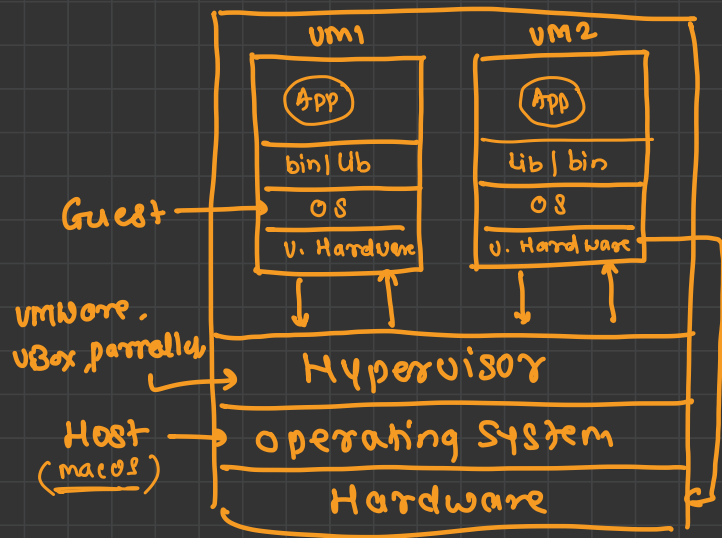 VM1
VM2
App
App
bin/Lib
Lib/bin
Guest
OS
OS
V. Hardware
V. Hardware
VMWare.
VBox, parrallels
Hypervisor
Host
(macOS)
Operating System
Hardware